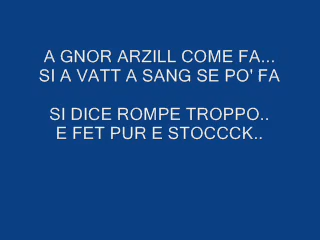 A GNOR ARZILL COME FA...
SI A VATT A SANG SE PO' FA
SI DICE ROMPE TROPPO..
E FET PUR E STOCCCK..